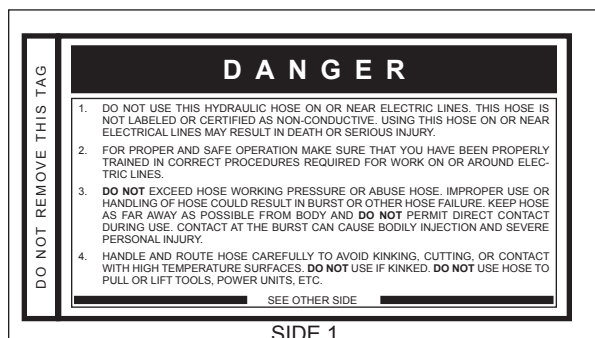 DO NOT REMOVE THIS TAG
DANGER
1. DO NOT USE THIS HYDRAULIC HOSE ON OR NEAR ELECTRIC LINES. THIS HOSE IS
NOT LABELED OR CERTIFIED AS NON-CONDUCTIVE. USING THIS HOSE ON OR NEAR
ELECTRICAL LINES MAY RESULT IN DEATH OR SERIOUS INJURY.
2. FOR PROPER AND SAFE OPERATION MAKE SURE THAT YOU HAVE BEEN PROPERLY
TRAINED IN CORRECT PROCEDURES REQUIRED FOR WORK ON OR AROUND ELEC-
TRIC LINES.
3. DO NOT EXCEED HOSE WORKING PRESSURE OR ABUSE HOSE. IMPROPER USE OR
HANDLING OF HOSE COULD RESULT IN BURST OR OTHER HOSE FAILURE. KEEP HOSE
AS FAR AWAY AS POSSIBLE FROM BODY AND DO NOT PERMIT DIRECT CONTACT
DURING USE. CONTACT AT THE BURST CAN CAUSE BODILY INJECTION AND SEVERE
PERSONAL INJURY.
4. HANDLE AND ROUTE HOSE CAREFULLY TO AVOID KINKING, CUTTING, OR CONTACT
WITH HIGH TEMPERATURE SURFACES. DO NOT USE IF KINKED. DO NOT USE HOSE TO
PULL OR LIFT TOOLS, POWER UNITS, ETC.
SEE OTHER SIDE
SIDE 1